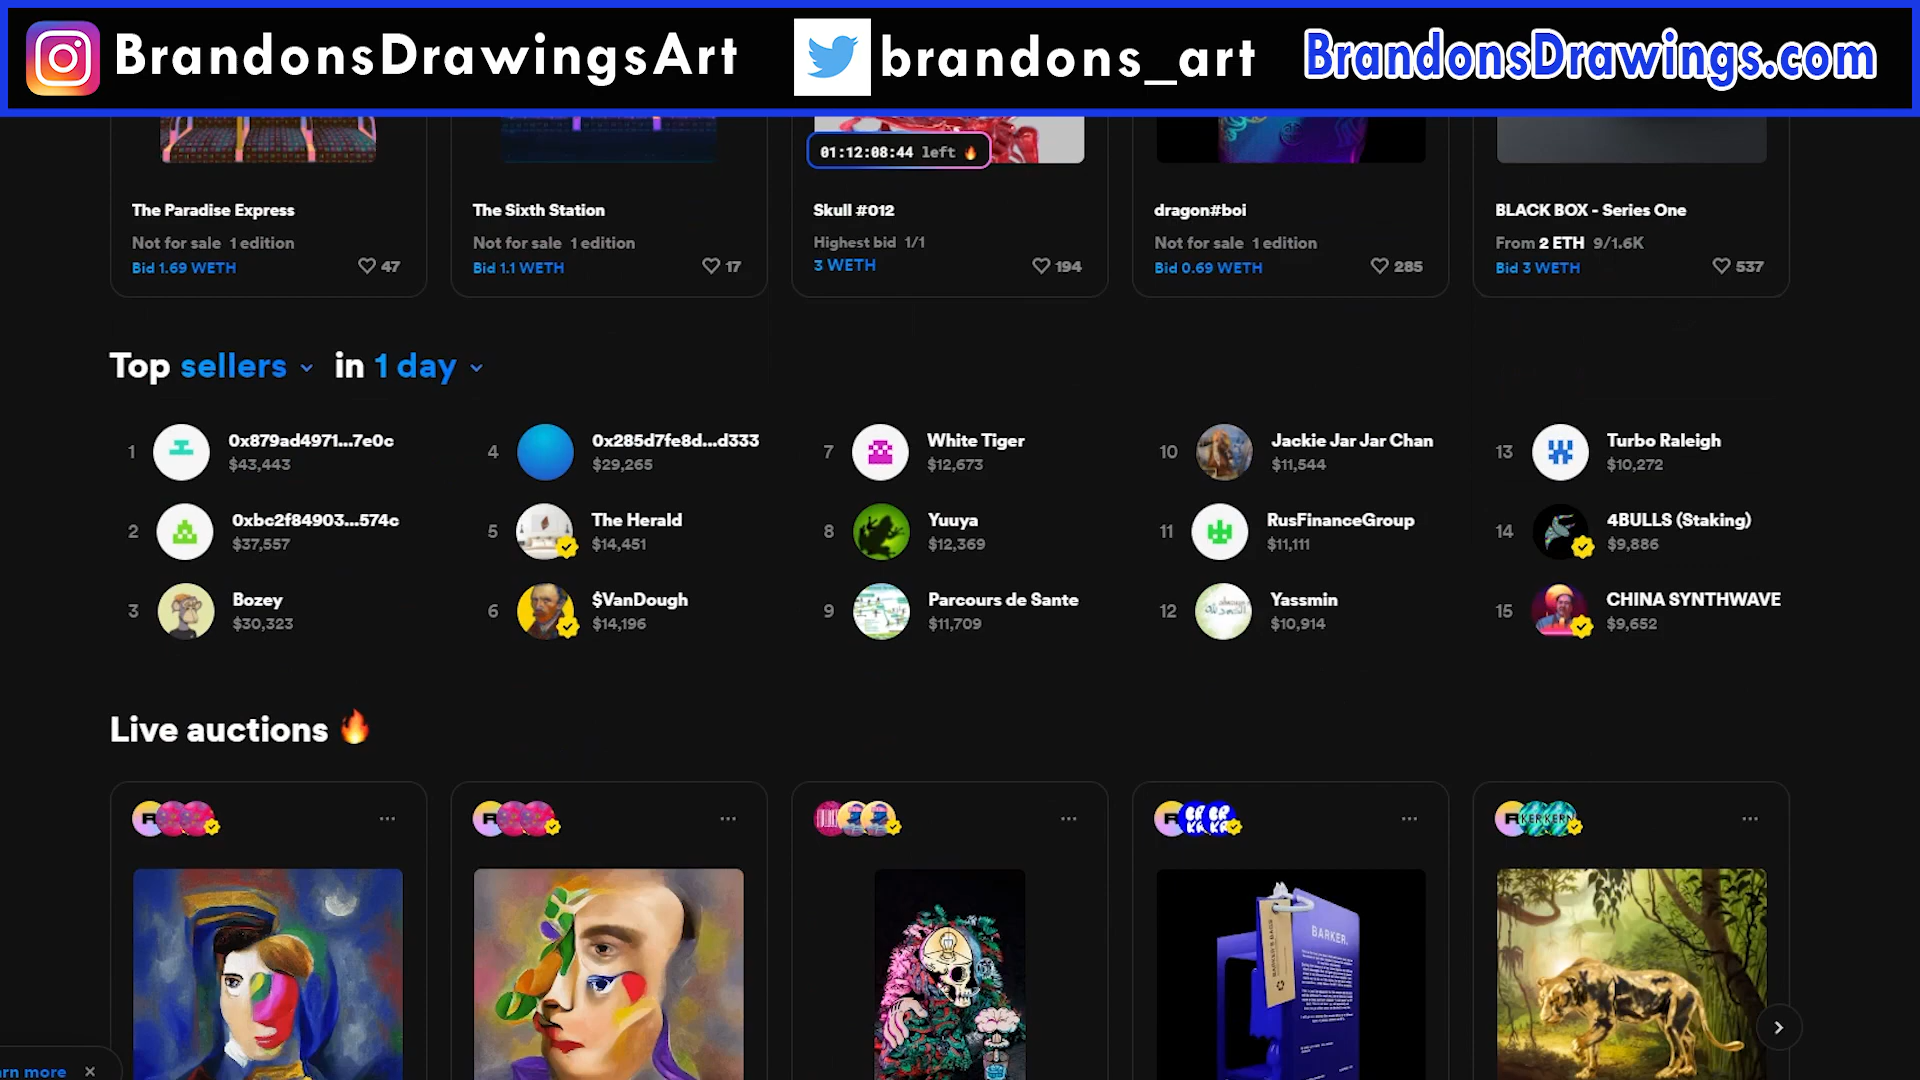 BrandonsDrawingsArt
brandons_art
BrandonsDrawings.com
01:12:08:44 left
The Paradise Express
Not for sale 1 edition
Bid 1.69 WETH
47
The Sixth Station
Not for sale 1 edition
Bid 1.1 WETH
17
Skull #012
Highest bid 1/1
3 WETH
194
dragon#boi
Not for sale 1 edition
Bid 0.69 WETH
285
BLACK BOX - Series One
From 2 ETH 9/1.6K
Bid 3 WETH
537
Top sellers in 1 day
1
0x879ad4971...7e0c
$43,443
2
0xbc2f84903...574c
$37,557
3
Bozey
$30,323
4
0x285d7fe8d...d333
$29,265
5
The Herald
$14,451
6
$VanDough
$14,196
7
White Tiger
$12,673
8
Yuuya
$12,369
9
Parcours de Sante
$11,709
10
Jackie Jar Jar Chan
$11,544
11
RusFinanceGroup
$11,111
12
Yassmin
$10,914
13
Turbo Raleigh
$10,272
14
4BULLS (Staking)
$9,886
15
CHINA SYNTHWAVE
$9,652
Live auctions
BARKER.
arn more